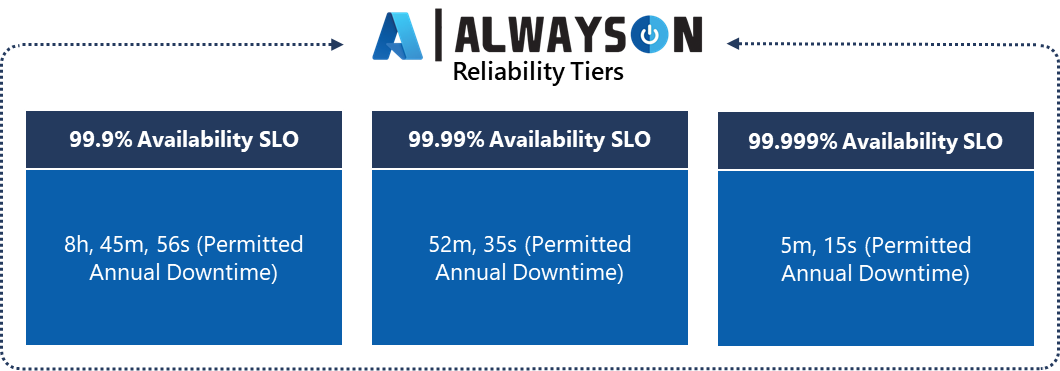 ALWAYSON
Reliability Tiers
99.9% Availability SLO
8h, 45m, 56s (Permitted
Annual Downtime)
99.99% Availability SLO
52m, 35s (Permitted
Annual Downtime)
99.999% Availability SLO
5m, 15s (Permitted
Annual Downtime)